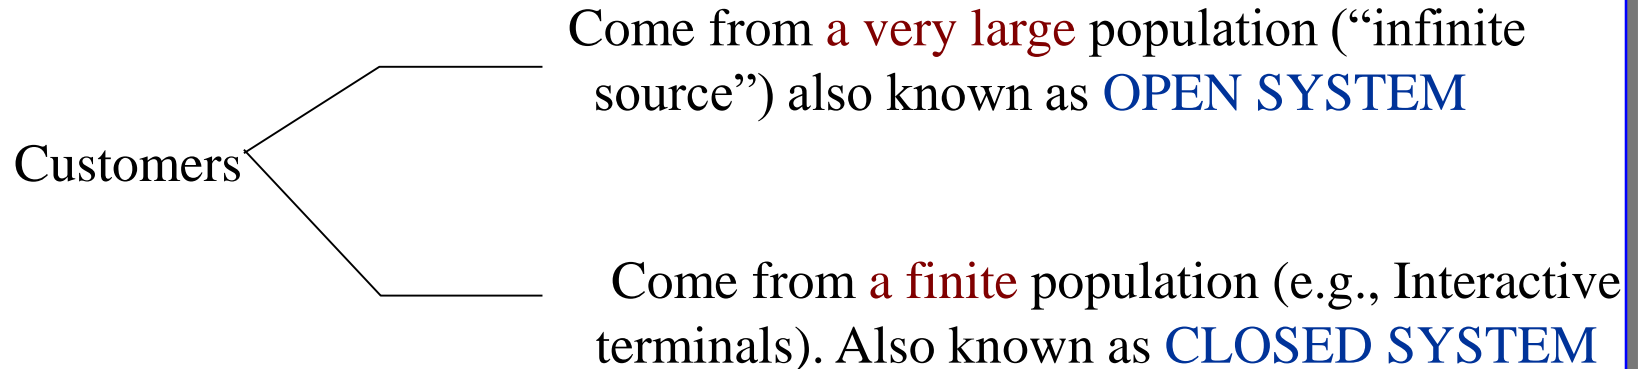 Come from a very large population (“infinite
source”) also known as OPEN SYSTEM
Customers
Come from a finite population (e.g., Interactive
terminals). Also known as CLOSED SYSTEM